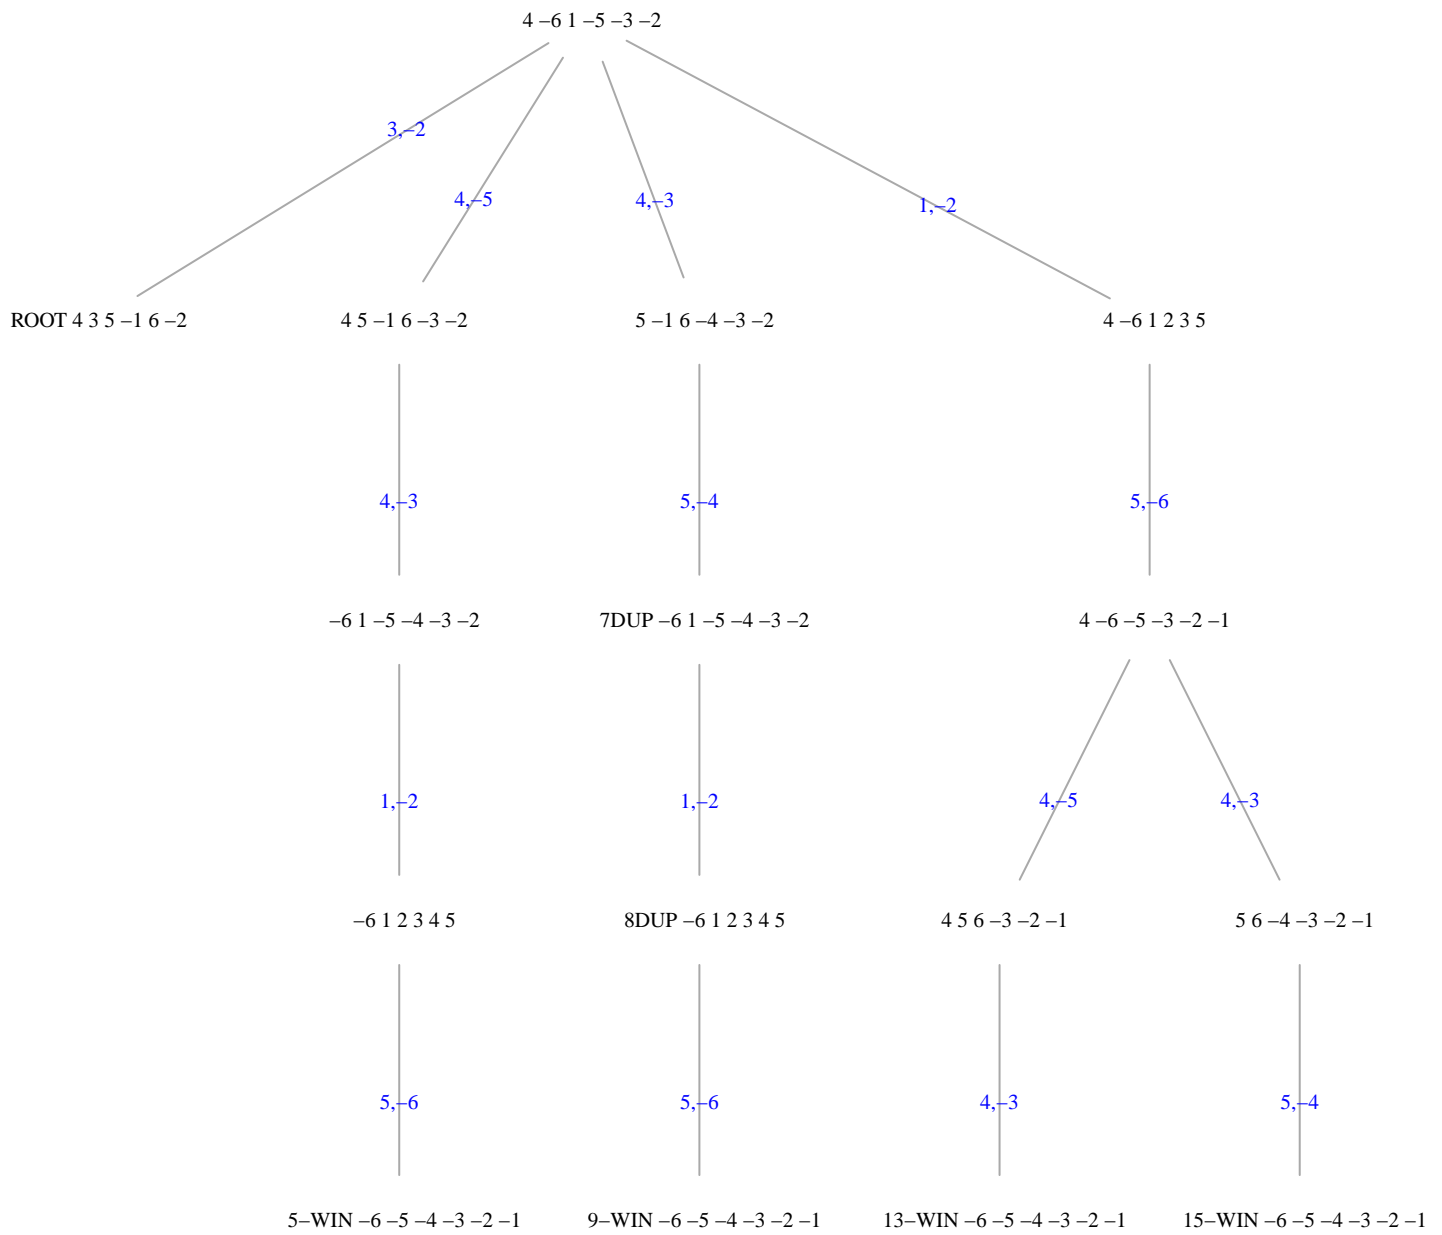 4 –6 1 –5 –3 –2
3,–2
4,–5
4,–3
1,–2
ROOT 4 3 5 –1 6 –2
4 5 –1 6 –3 –2
5 –1 6 –4 –3 –2
4 –6 1 2 3 5
4,–3
5,–4
5,–6
–6 1 –5 –4 –3 –2
7DUP –6 1 –5 –4 –3 –2
4 –6 –5 –3 –2 –1
1,–2
1,–2
4,–5
4,–3
–6 1 2 3 4 5
8DUP –6 1 2 3 4 5
4 5 6 –3 –2 –1
5 6 –4 –3 –2 –1
5,–6
5,–6
4,–3
5,–4
5–WIN –6 –5 –4 –3 –2 –1
9–WIN –6 –5 –4 –3 –2 –1
13–WIN –6 –5 –4 –3 –2 –1
15–WIN –6 –5 –4 –3 –2 –1